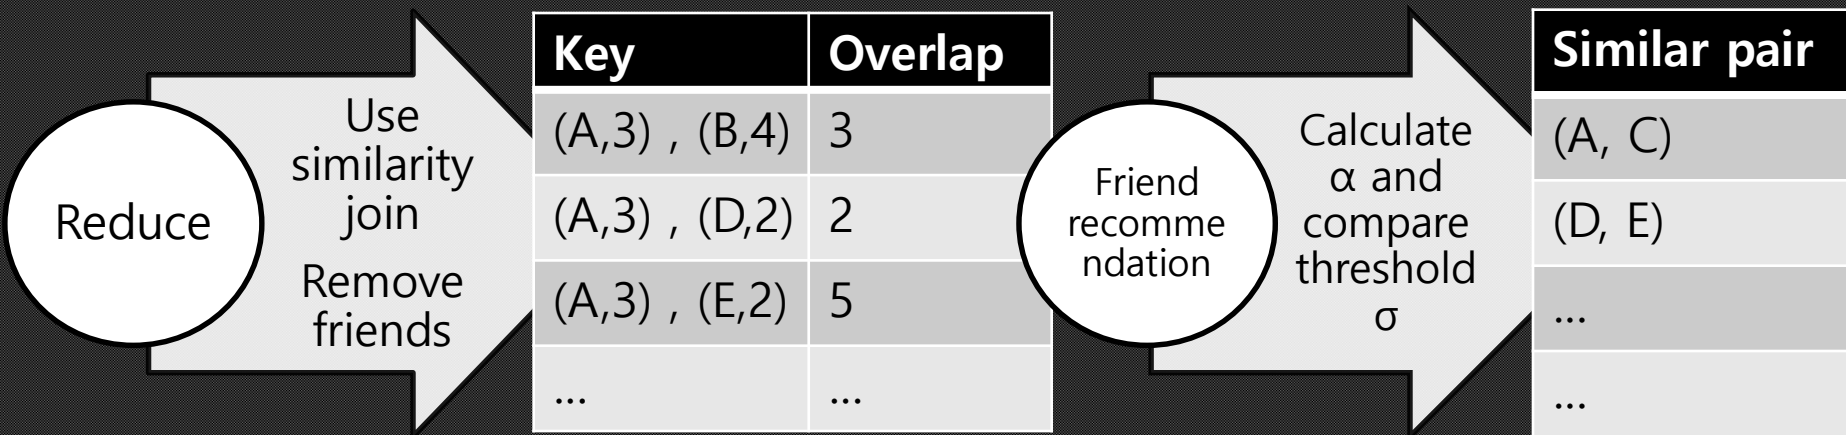 Reduce
Use
similarity
join
Remove
friends
Key Overlap
(A,3) , (B,4) 3
(A,3) , (D,2) 2
(A,3) , (E,2) 5
... ...
Friend
recomme
ndation
Calculate
α and
compare
threshold
σ
Similar pair
(A, C)
(D, E)
...
...